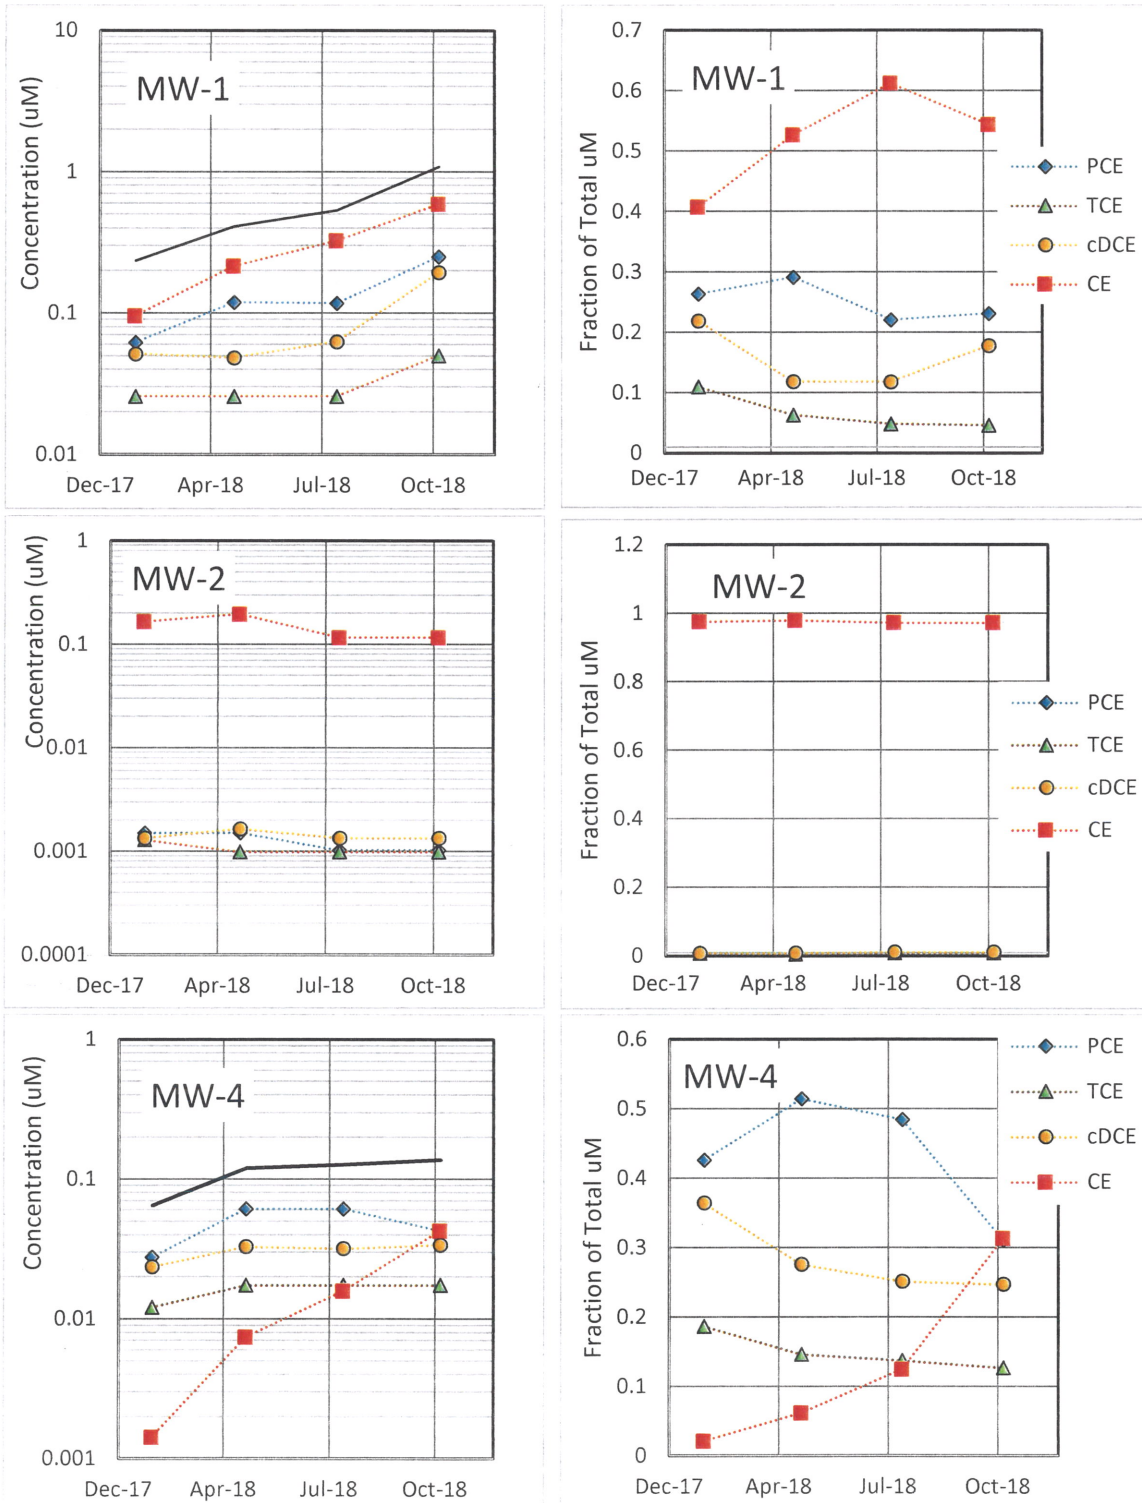 10
1
0.1
0.01
Concentration (uM)
MW-1
Dec-17 Apr-18 Jul-18 Oct-18
0.7
0.6
0.5
0.4
0.3
0.2
0.1
0
Fraction of Total uM
MW-1
PCE
TCE
cDCE
CE
Dec-17 Apr-18 Jul-18 Oct-18
1
0.1
0.01
0.001
0.0001
Concentration (uM)
MW-2
Dec-17 Apr-18 Jul-18 Oct-18
1.2
1
0.8
0.6
0.4
0.2
0
Fraction of Total uM
MW-2
PCE
TCE
cDCE
CE
Dec-17 Apr-18 Jul-18 Oct-18
1
0.1
0.01
0.001
Concentration (uM)
MW-4
Dec-17 Apr-18 Jul-18 Oct-18
0.6
0.5
0.4
0.3
0.2
0.1
0
Fraction of Total uM
MW-4
PCE
TCE
cDCE
CE
Dec-17 Apr-18 Jul-18 Oct-18